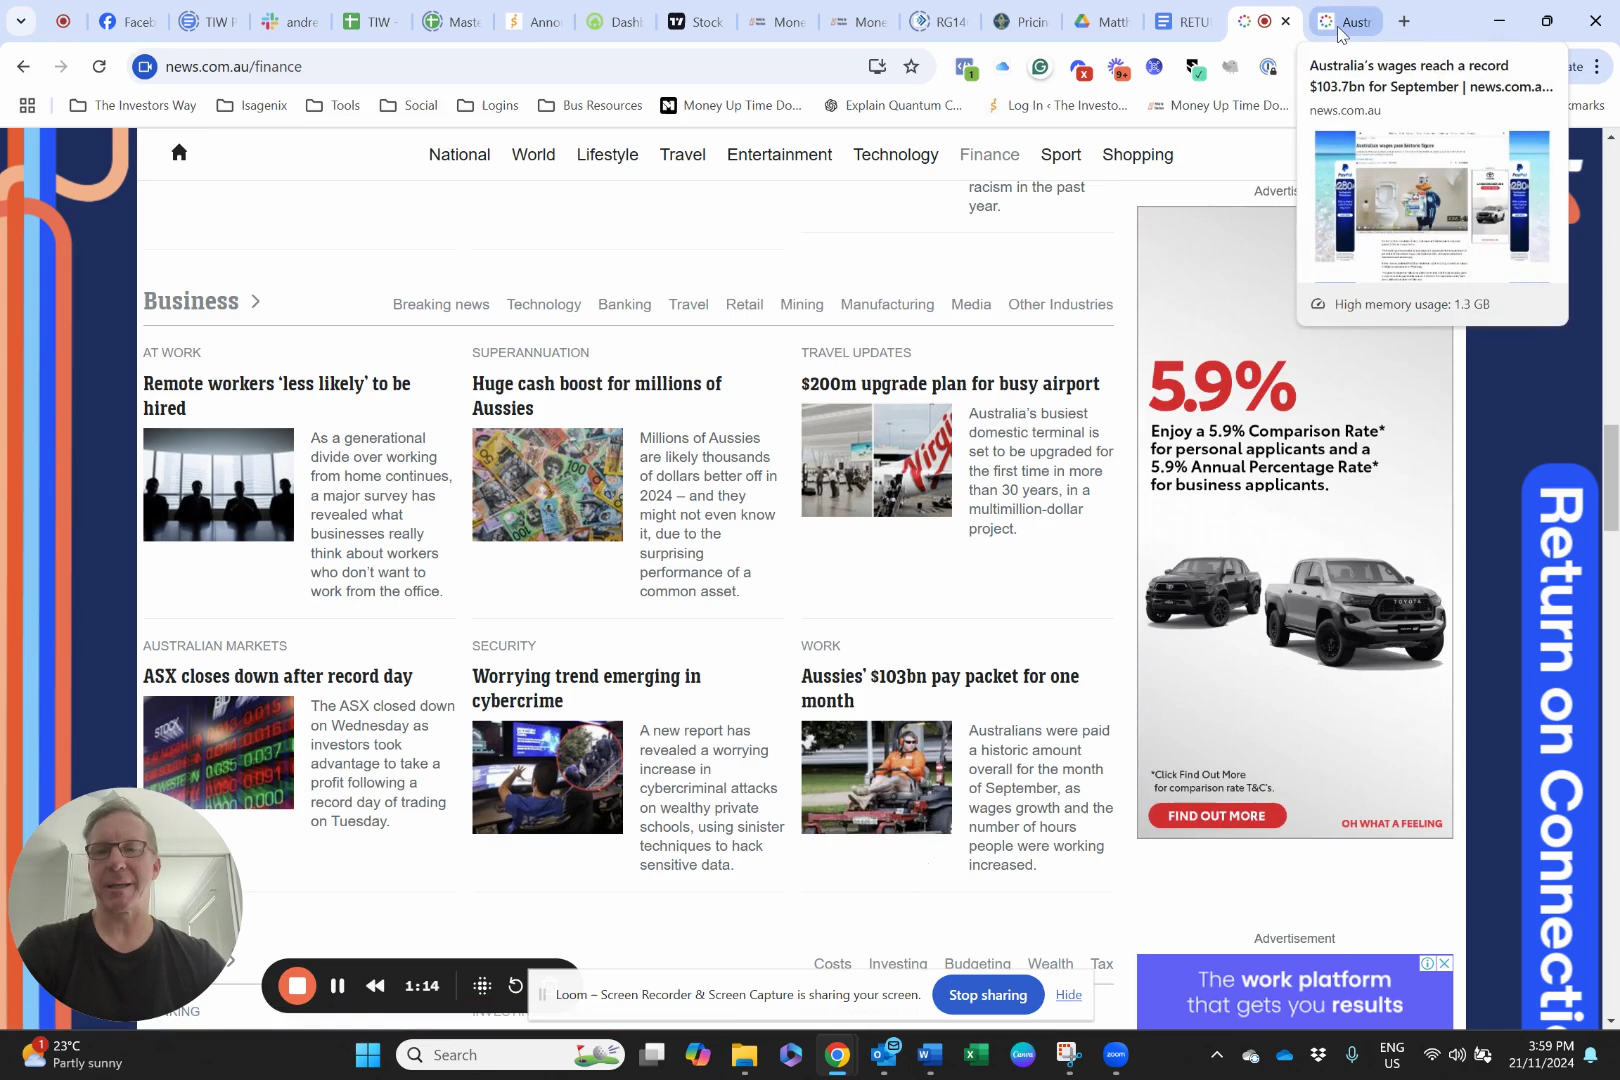 Faceb
TIW F
andre
TIW -
Maste
Anno
Dashb
Stock
Mone
Mone
RG14
Pricin
Matth
RETU
Austr
news.com.au/finance
1
x
9+
ate
The Investors Way
Isagenix
Tools
Social
Logins
Bus Resources
Money Up Time Do...
Explain Quantum C...
Log In ‹ The Investo...
Money Up Time Do...
kmarks
Australia's wages reach a record
$103.7bn for September | news.com.a...
news.com.au
High memory usage: 1.3 GB
National
World
Lifestyle
Travel
Entertainment
Technology
Finance
Sport
Shopping
racism in the past
year.
Advertis
Business
Breaking news
Technology
Banking
Travel
Retail
Mining
Manufacturing
Media
Other Industries
AT WORK
Remote workers ‘less likely’ to be
hired
As a generational
divide over working
from home continues,
a major survey has
revealed what
businesses really
think about workers
who don’t want to
work from the office.
SUPERANNUATION
Huge cash boost for millions of
Aussies
Millions of Aussies
are likely thousands
of dollars better off in
2024 – and they
might not even know
it, due to the
surprising
performance of a
common asset.
TRAVEL UPDATES
$200m upgrade plan for busy airport
Australia’s busiest
domestic terminal is
set to be upgraded for
the first time in more
than 30 years, in a
multimillion-dollar
project.
AUSTRALIAN MARKETS
ASX closes down after record day
The ASX closed down
on Wednesday as
investors took
advantage to take a
profit following a
record day of trading
on Tuesday.
SECURITY
Worrying trend emerging in
cybercrime
A new report has
revealed a worrying
increase in
cybercriminal attacks
on wealthy private
schools, using sinister
techniques to hack
sensitive data.
WORK
Aussies’ $103bn pay packet for one
month
Australians were paid
a historic amount
overall for the month
of September, as
wages growth and the
number of hours
people were working
increased.
5.9%
Enjoy a 5.9% Comparison Rate*
for personal applicants and a
5.9% Annual Percentage Rate*
for business applicants.
TOYOTA
*Click Find Out More
for comparison rate T&C's.
FIND OUT MORE
OH WHAT A FEELING
Return on Connecti
Advertisement
The work platform
that gets you results
Costs
Investing
Budgeting
Wealth
Tax
KING
INVESTI
1:14
Loom – Screen Recorder & Screen Capture is sharing your screen.
Stop sharing
Hide
1
23°C
Partly sunny
Search
Canva
zoom
ENG
US
3:59 PM
21/11/2024